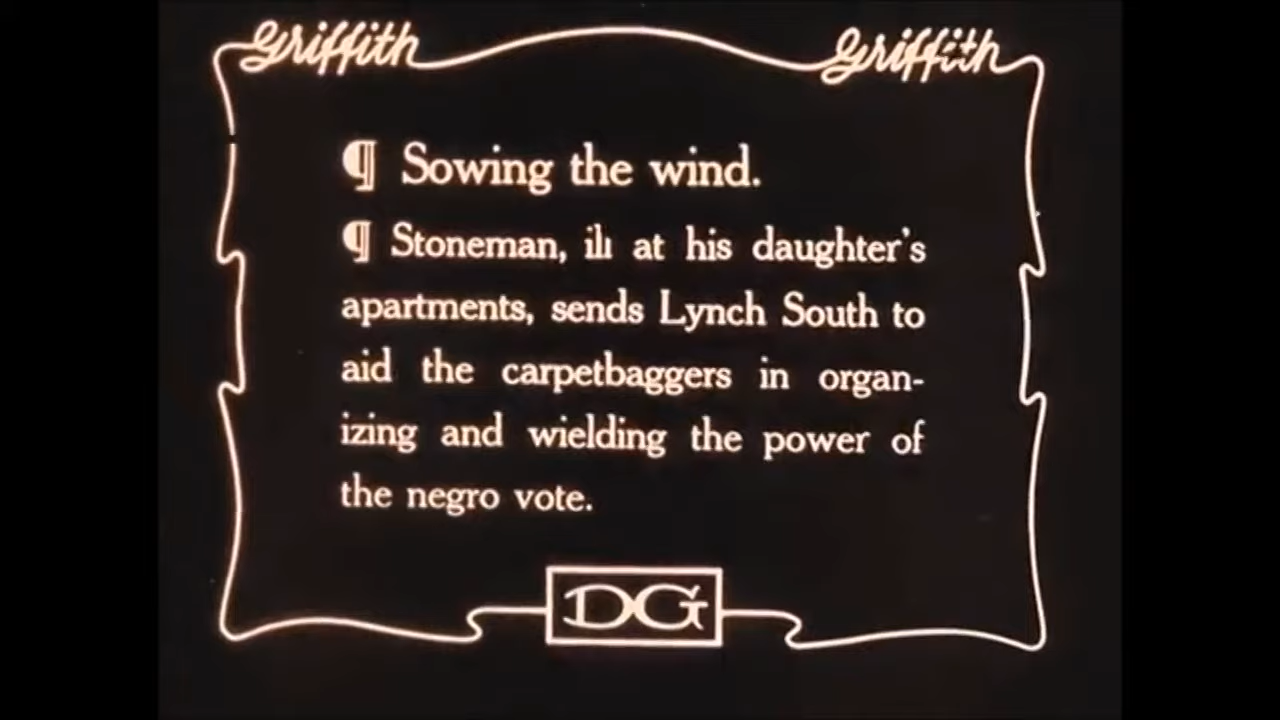 Griffith Griffith
¶ Sowing the wind.
¶ Stoneman, ill at his daughter's
apartments, sends Lynch South to
aid the carpetbaggers in organ-
izing and wielding the power of
the negro vote.
DG